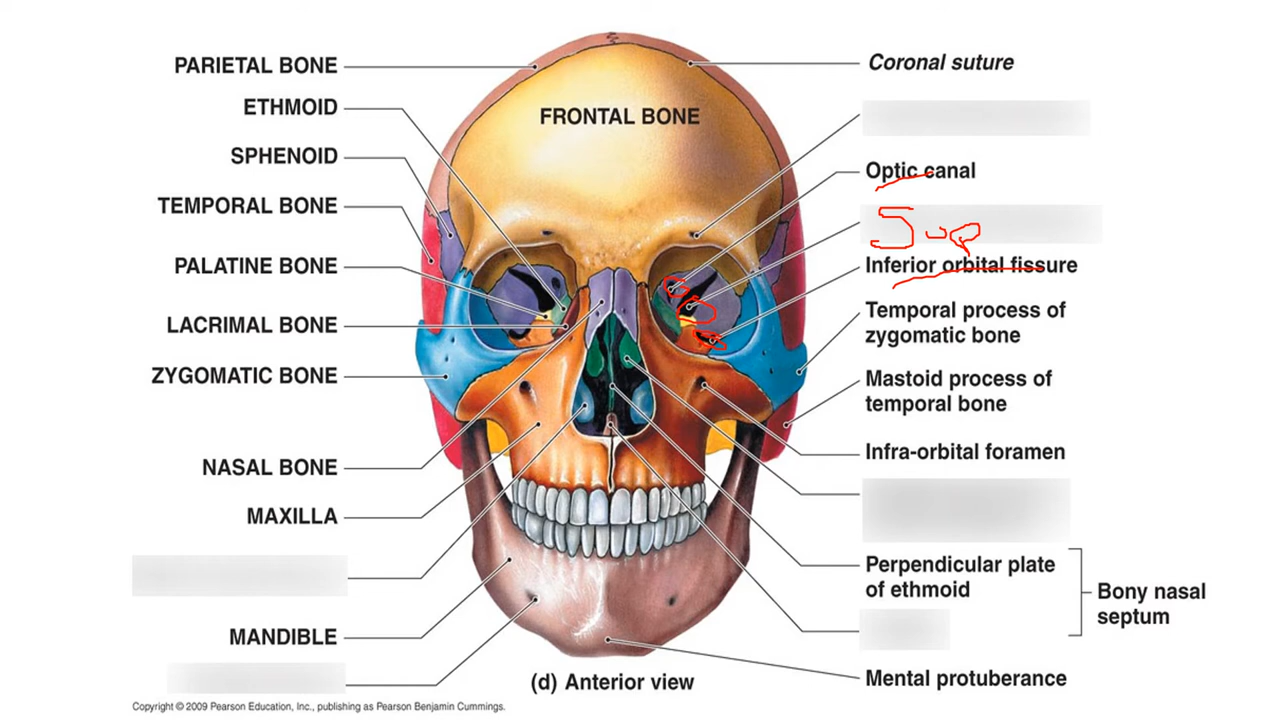 PARIETAL BONE
ETHMOID
SPHENOID
TEMPORAL BONE
PALATINE BONE
LACRIMAL BONE
ZYGOMATIC BONE
NASAL BONE
MAXILLA
MANDIBLE
FRONTAL BONE
Coronal suture
Optic canal
Sup
Inferior orbital fissure
Temporal process of
zygomatic bone
Mastoid process of
temporal bone
Infra-orbital foramen
Perpendicular plate
of ethmoid
Bony nasal
septum
Mental protuberance
(d) Anterior view
Copyright © 2009 Pearson Education, Inc., publishing as Pearson Benjamin Cummings.